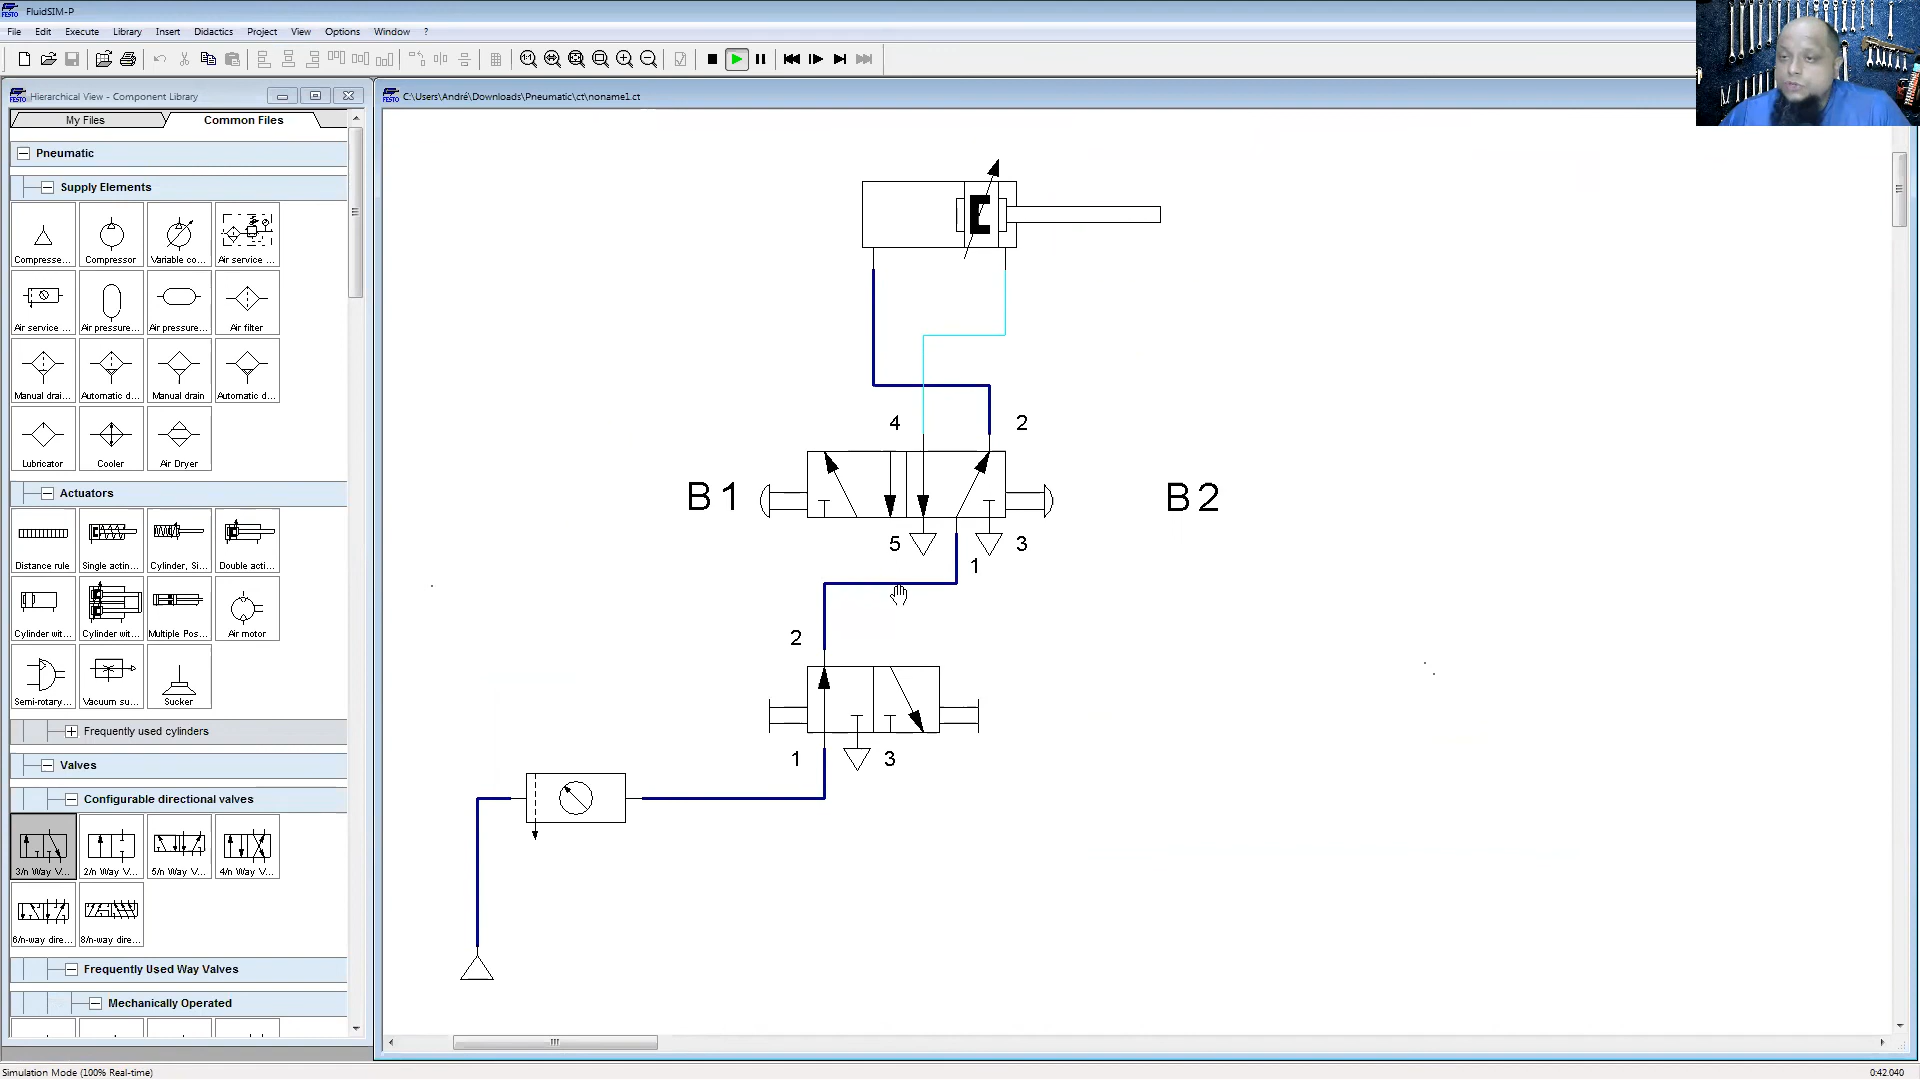 FluidSIM-P
File Edit Execute Library Insert Didactics Project View Options Window ?
Hierarchical View - Component Library
C:\Users\André\Downloads\Pneumatic\ct\noname1.ct
My Files Common Files
Pneumatic
Supply Elements
Compresse... Compressor Variable co... Air service ...
Air service ... Air pressure... Air pressure... Air filter
Manual drai... Automatic d... Manual drain Automatic d...
Lubricator Cooler Air Dryer
Actuators
Distance rule Single actin... Cylinder, Si... Double acti...
Cylinder wit... Cylinder wit... Multiple Pos... Air motor
Semi-rotary... Vacuum su... Sucker
Frequently used cylinders
Valves
Configurable directional valves
3/n Way V... 2/n Way V... 5/n Way V... 4/n Way V...
6/n-way dire... 8/n-way dire...
Frequently Used Way Valves
Mechanically Operated
4 2
B1 B2
5 3
1
2
1 3
Simulation Mode (100% Real-time) 0:42.040
FESTO
FESTO
FESTO